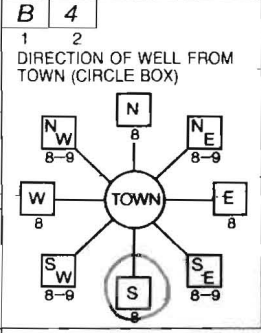 B 4
1 2
DIRECTION OF WELL FROM
TOWN (CIRCLE BOX)
N
8
NW
8-9
NE
8-9
W
8
TOWN
E
8
SW
8-9
SE
8-9
S
8